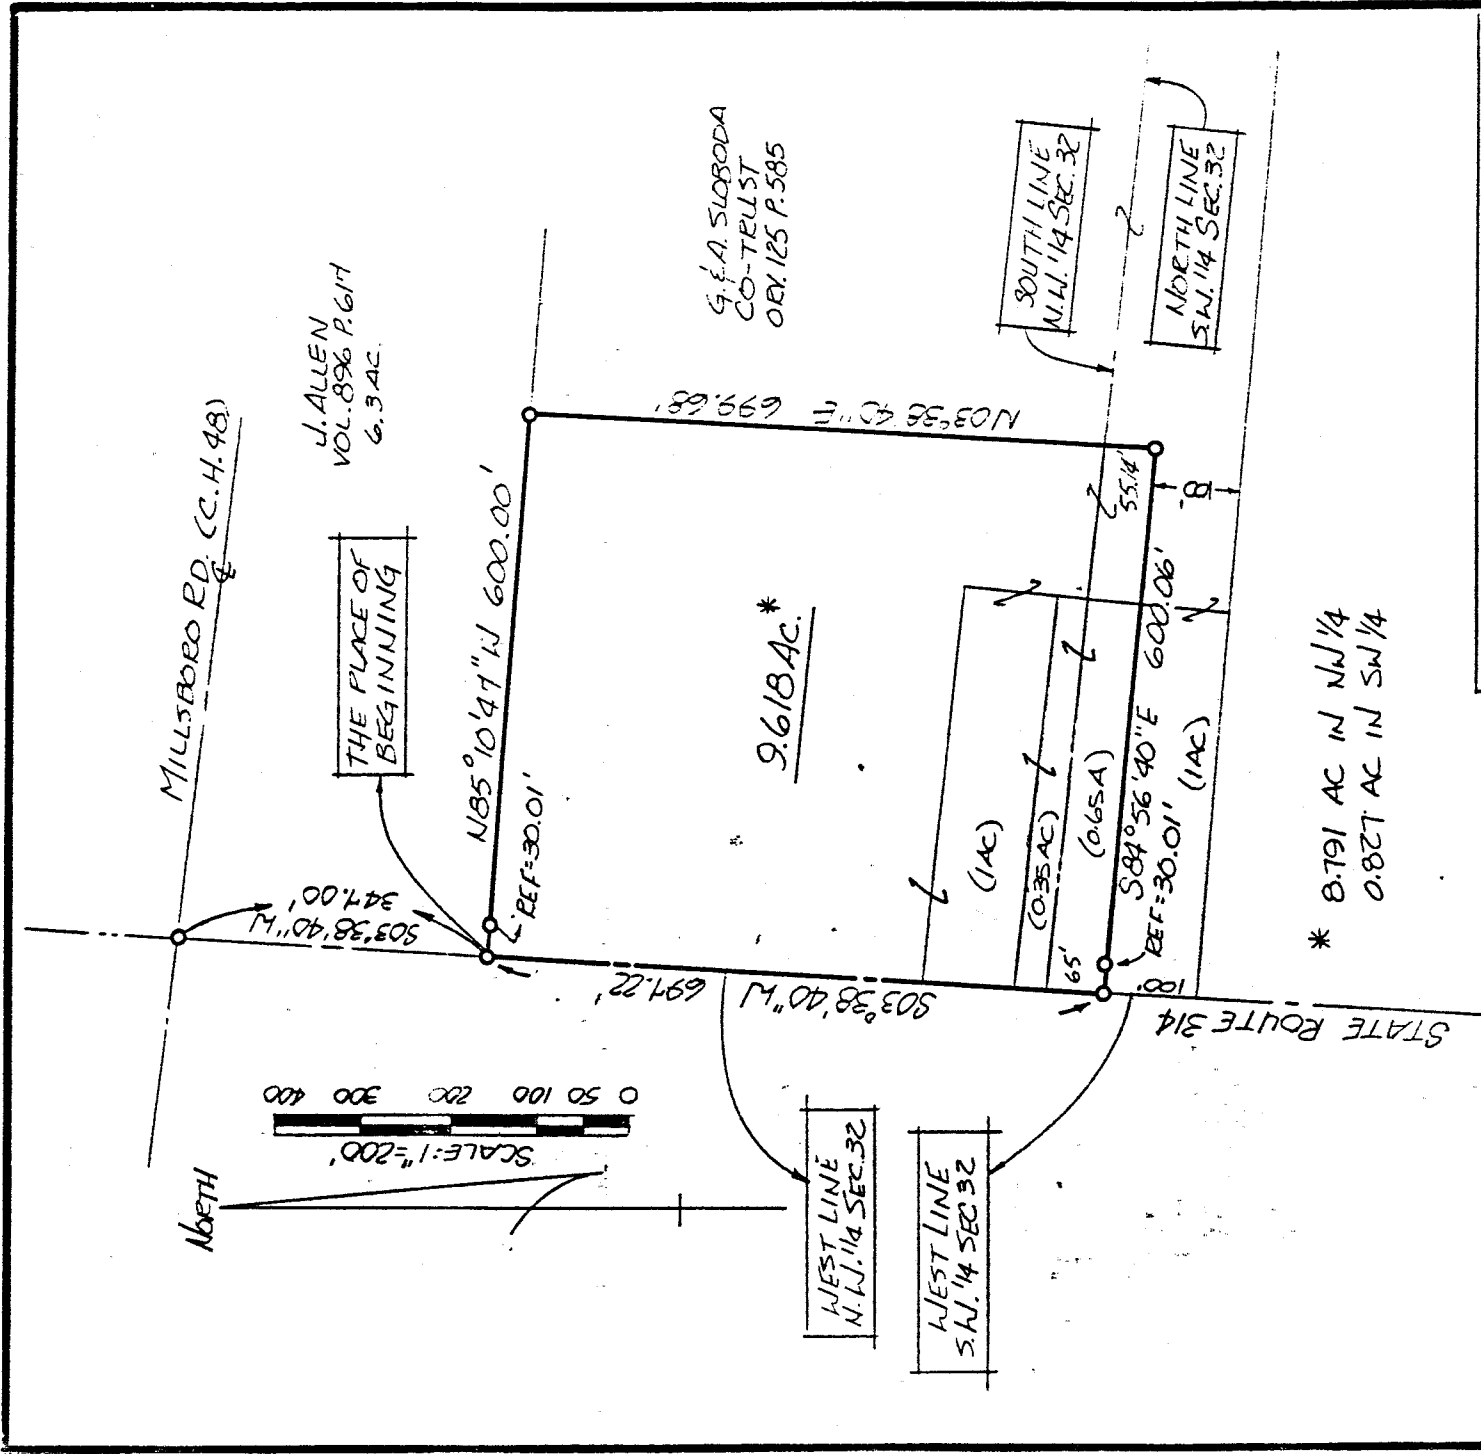 MILLSBORO RD. (C.H. 48)
J. ALLEN
VOL. 896 P. 617
6.3 AC.
THE PLACE OF
BEGINNING
S03°38'40"W
347.00'
N85°10'47"W 600.00'
REF=30.01'
G. & A. SLOBODA
CO-TRUST
ORV. 125 P. 585
N03°38'40"E 699.68'
9.618 AC. *
SOUTH LINE
N.W. 1/4 SEC. 32
NORTH LINE
S.W. 1/4 SEC. 32
55.14'
(1AC)
(0.35AC)
(0.65A)
65'
S84°56'40"E 600.06'
REF=30.01'
(1AC)
100'
S03°38'40"W 697.22'
STATE ROUTE 314
* 8.791 AC IN NW 1/4
0.827 AC IN SW 1/4
NORTH
SCALE: 1"=200'
0 50 100 200 300 400
WEST LINE
N.W. 1/4 SEC. 32
WEST LINE
S.W. 1/4 SEC 32